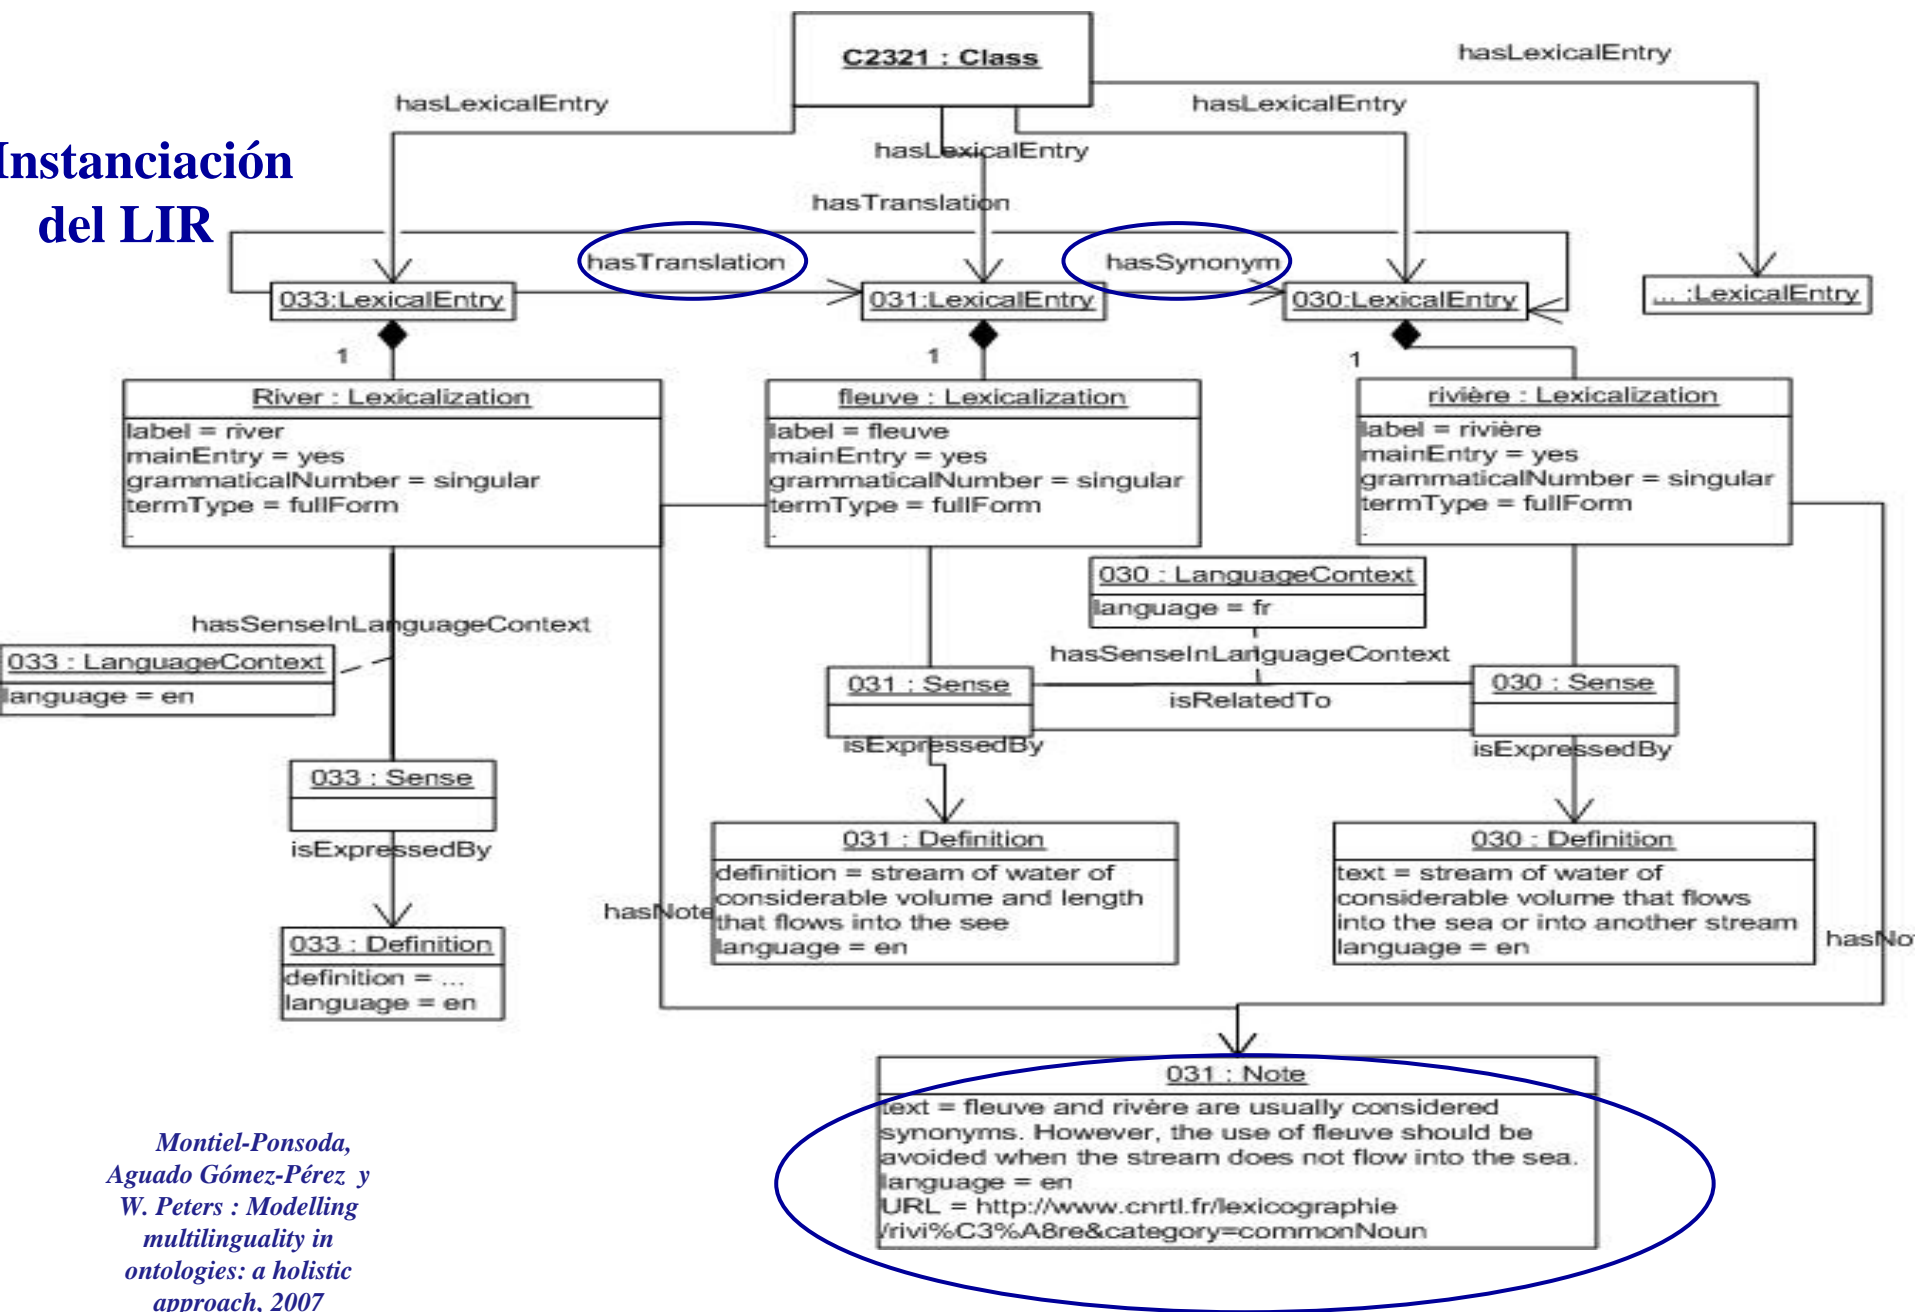 C2321 : Class
hasLexicalEntry
hasLexicalEntry
hasLexicalEntry
hasLexicalEntry
Instanciación
del LIR
hasTranslation
hasTranslation
hasSynonym
033:LexicalEntry
031:LexicalEntry
030:LexicalEntry
... :LexicalEntry
1
1
1
River : Lexicalization
label = river
mainEntry = yes
grammaticalNumber = singular
termType = fullForm
.
fleuve : Lexicalization
label = fleuve
mainEntry = yes
grammaticalNumber = singular
termType = fullForm
.
rivière : Lexicalization
label = rivière
mainEntry = yes
grammaticalNumber = singular
termType = fullForm
.
030 : LanguageContext
language = fr
hasSenseInLanguageContext
033 : LanguageContext
language = en
hasSenseInLanguageContext
031 : Sense
isRelatedTo
030 : Sense
isExpressedBy
isExpressedBy
033 : Sense
isExpressedBy
033 : Definition
definition = ...
language = en
031 : Definition
definition = stream of water of
considerable volume and length
that flows into the see
language = en
030 : Definition
text = stream of water of
considerable volume that flows
into the sea or into another stream
language = en
hasNote
hasNo
031 : Note
text = fleuve and rivère are usually considered
synonyms. However, the use of fleuve should be
avoided when the stream does not flow into the sea.
language = en
URL = http://www.cnrtl.fr/lexicographie
/rivi%C3%A8re&category=commonNoun
Montiel-Ponsoda,
Aguado Gómez-Pérez y
W. Peters : Modelling
multilinguality in
ontologies: a holistic
approach, 2007